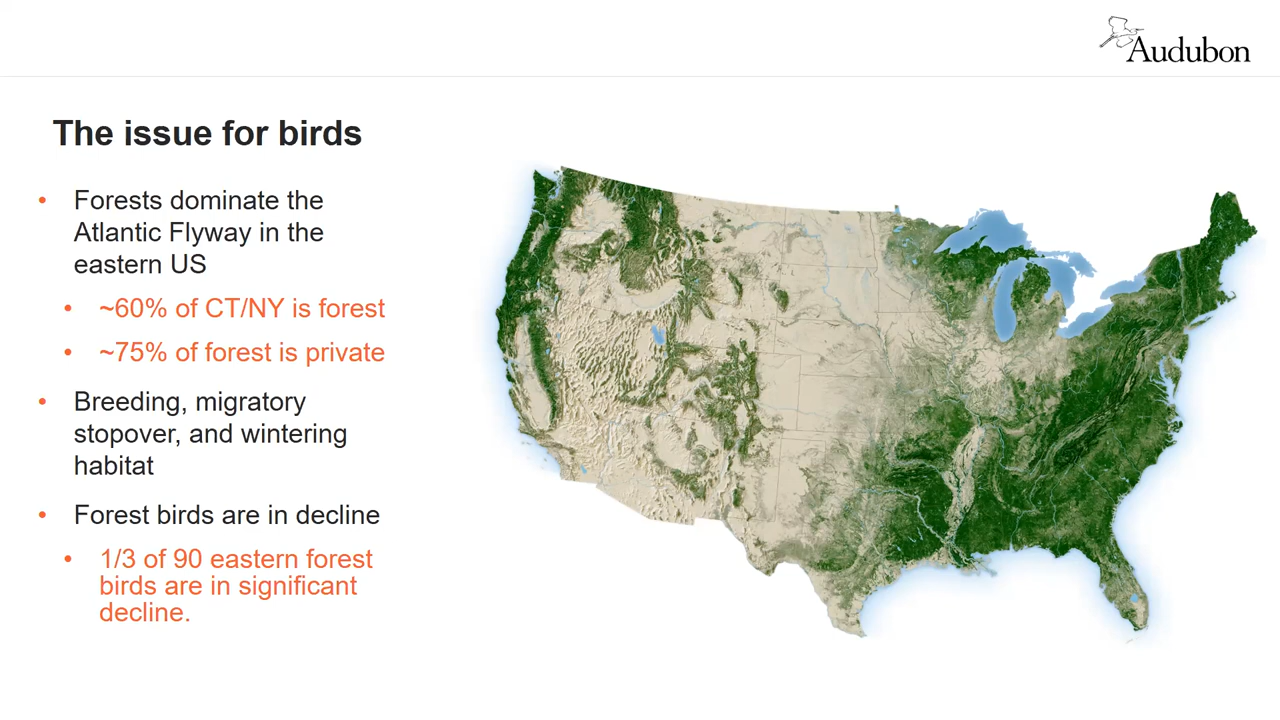 Audubon
The issue for birds
• Forests dominate the
Atlantic Flyway in the
eastern US
• ~60% of CT/NY is forest
• ~75% of forest is private
• Breeding, migratory
stopover, and wintering
habitat
• Forest birds are in decline
• 1/3 of 90 eastern forest
birds are in significant
decline.